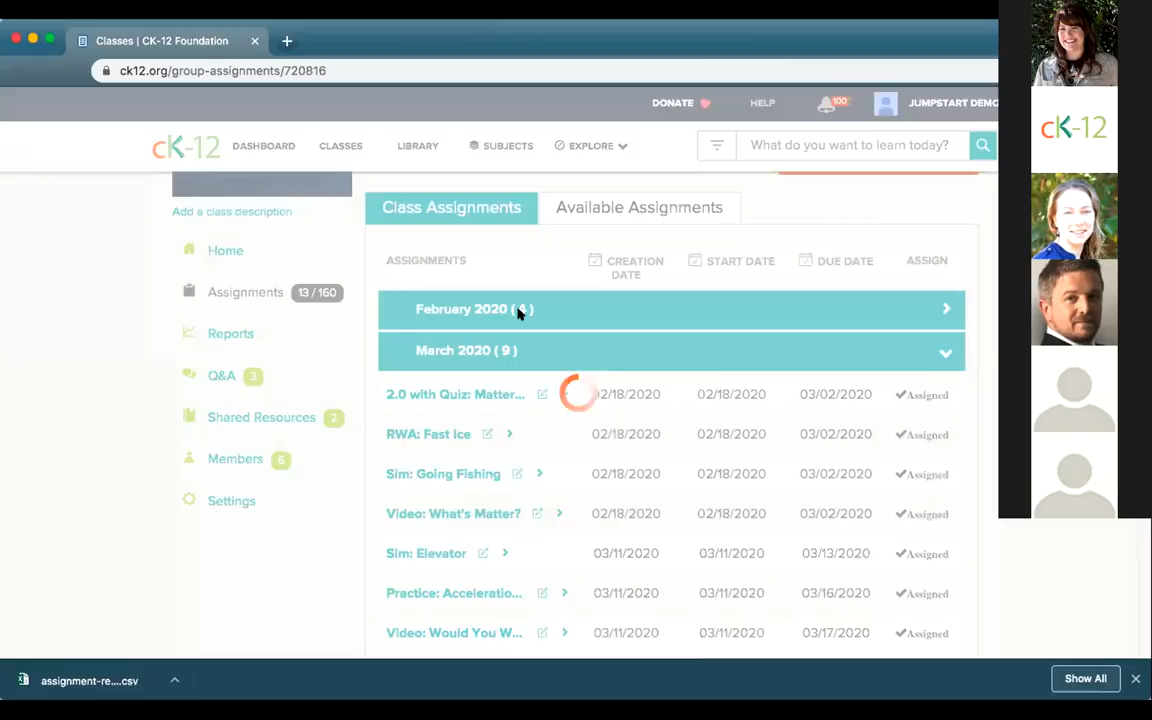 Classes | CK-12 Foundation
ck12.org/group-assignments/720816
DONATE HELP 100 JUMPSTART DEMO
cK-12 DASHBOARD CLASSES LIBRARY SUBJECTS EXPLORE What do you want to learn today?
cK-12
Add a class description
Home
Assignments 13 / 160
Reports
Q&A 3
Shared Resources 2
Members 6
Settings
Class Assignments Available Assignments
ASSIGNMENTS CREATION DATE START DATE DUE DATE ASSIGN
February 2020 ( 4 )
March 2020 ( 9 )
2.0 with Quiz: Matter... 02/18/2020 02/18/2020 03/02/2020 Assigned
RWA: Fast Ice 02/18/2020 02/18/2020 03/02/2020 Assigned
Sim: Going Fishing 02/18/2020 02/18/2020 03/02/2020 Assigned
Video: What's Matter? 02/18/2020 02/18/2020 03/02/2020 Assigned
Sim: Elevator 03/11/2020 03/11/2020 03/13/2020 Assigned
Practice: Acceleratio... 03/11/2020 03/11/2020 03/16/2020 Assigned
Video: Would You W... 03/11/2020 03/11/2020 03/17/2020 Assigned
assignment-re....csv Show All